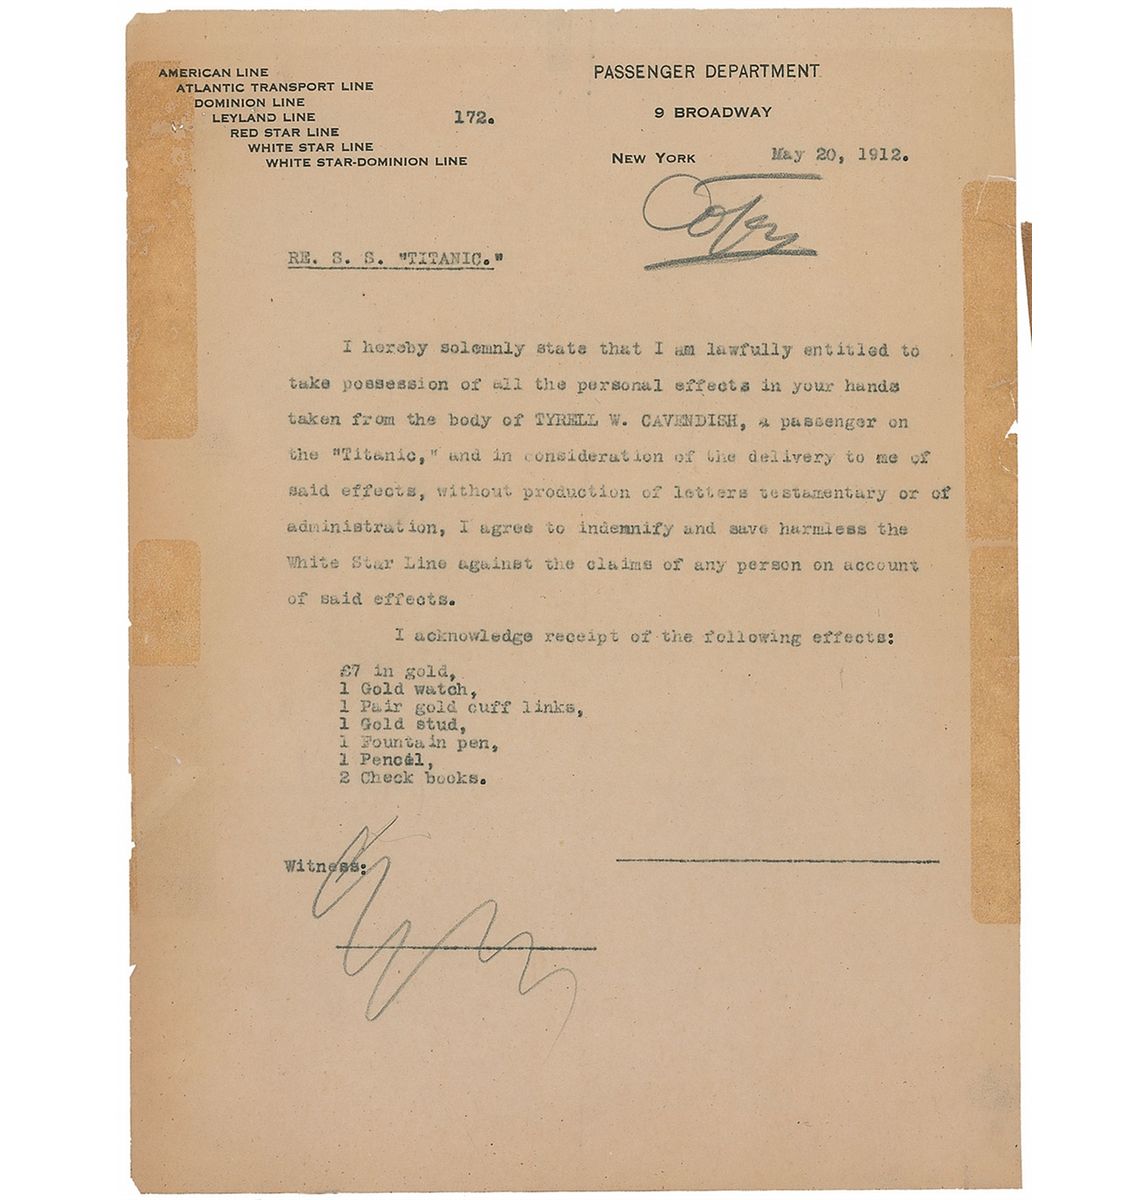 AMERICAN LINE
ATLANTIC TRANSPORT LINE
DOMINION LINE
LEYLAND LINE
RED STAR LINE
WHITE STAR LINE
WHITE STAR-DOMINION LINE
172.
PASSENGER DEPARTMENT
9 BROADWAY
NEW YORK May 20, 1912.
Copy
RE. S. S. "TITANIC."
I hereby solemnly state that I am lawfully entitled to
take possession of all the personal effects in your hands
taken from the body of TYRELL W. CAVENDISH, a passenger on
the "Titanic," and in consideration of the delivery to me of
said effects, without production of letters testamentary or of
administration, I agree to indemnify and save harmless the
White Star Line against the claims of any person on account
of said effects.
I acknowledge receipt of the following effects:
£7 in gold,
1 Gold watch,
1 Pair gold cuff links,
1 Gold stud,
1 Fountain pen,
1 Pencil,
2 Check books.
Witness: